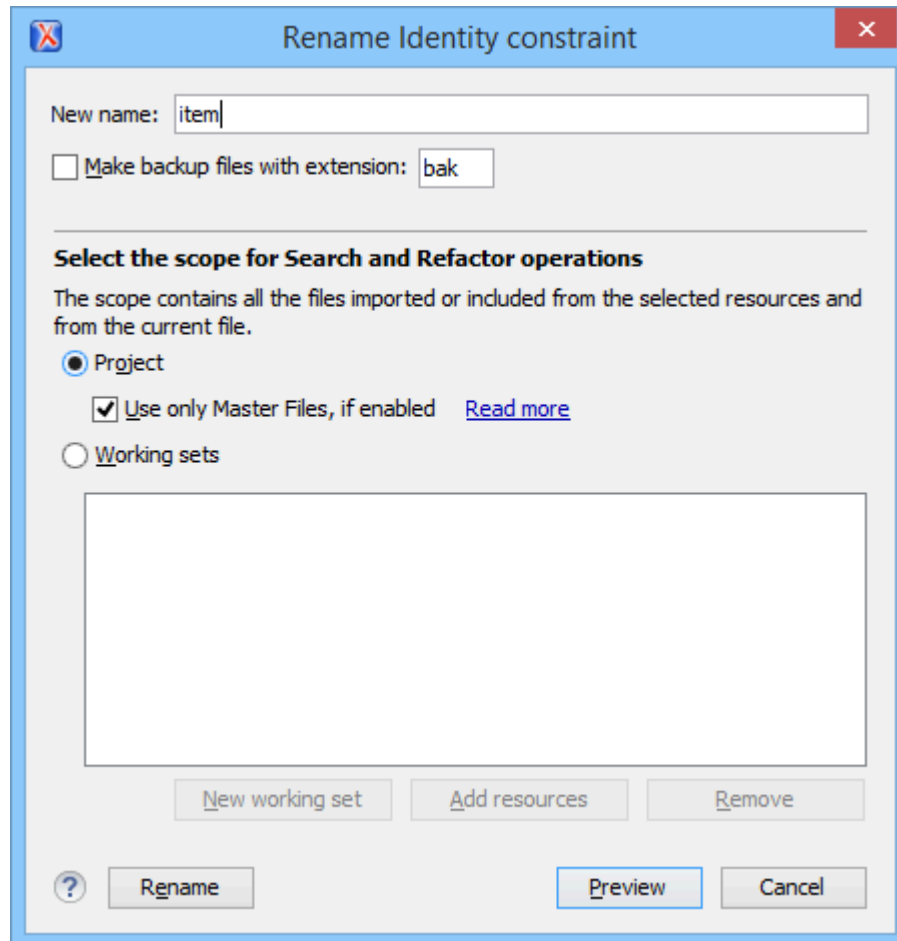 Rename Identity constraint
New name: item
Make backup files with extension: bak
Select the scope for Search and Refactor operations
The scope contains all the files imported or included from the selected resources and
from the current file.
Project
Use only Master Files, if enabled Read more
Working sets
New working set Add resources Remove
? Rename Preview Cancel